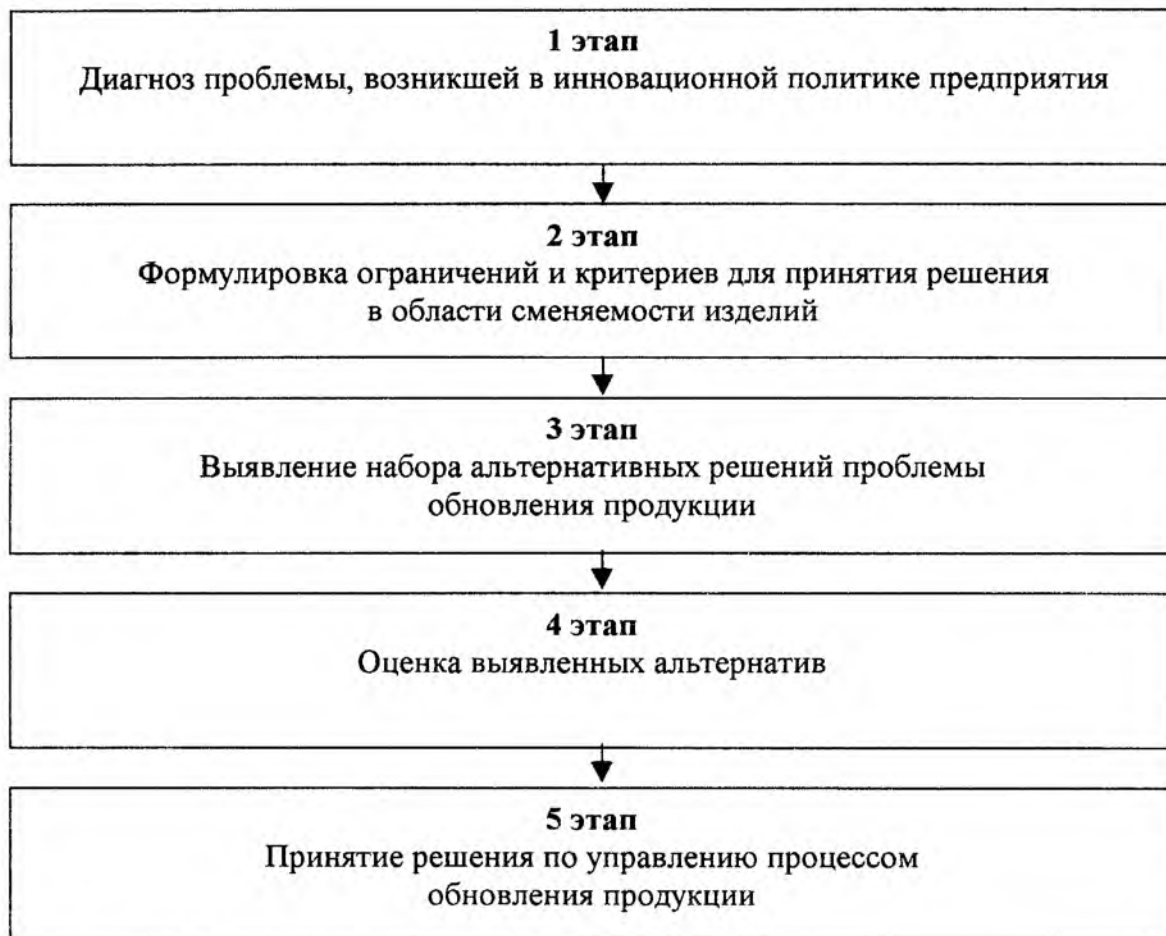 1 этап
Диагноз проблемы, возникшей в инновационной политике предприятия
2 этап
Формулировка ограничений и критериев для принятия решения
в области сменяемости изделий
3 этап
Выявление набора альтернативных решений проблемы
обновления продукции
4 этап
Оценка выявленных альтернатив
5 этап
Принятие решения по управлению процессом
обновления продукции